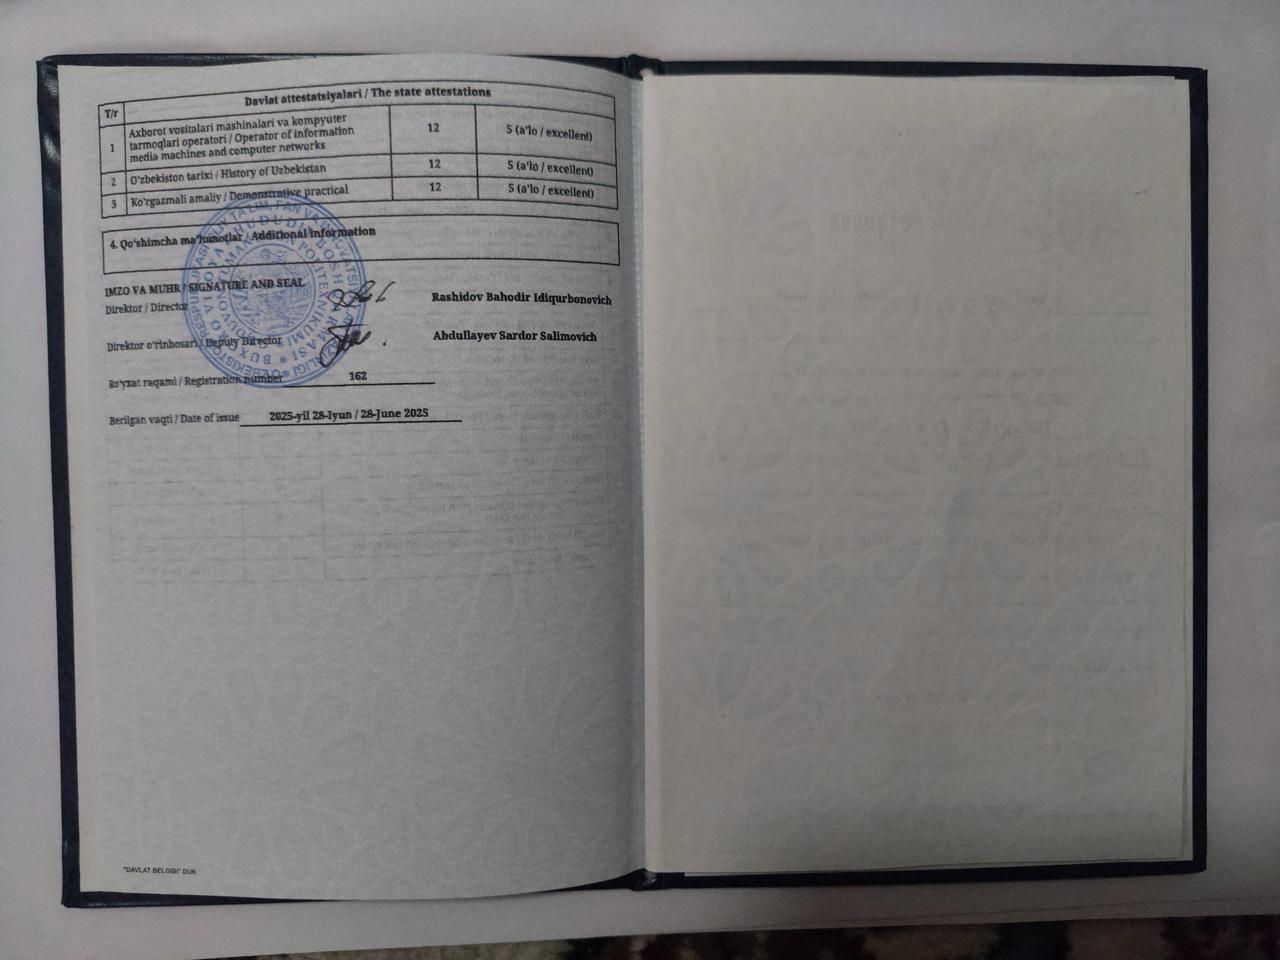 Davlat attestatsiyalari / The state attestations
T/r
1 Axborot vositalari mashinalari va kompyuter
tarmoqlari operatori / Operator of information
media machines and computer networks
12 5 (a'lo / excellent)
2 O'zbekiston tarixi / History of Uzbekistan 12 5 (a'lo / excellent)
3 Ko'rgazmali amaliy / Demonstrative practical 12 5 (a'lo / excellent)
4. Qo'shimcha ma'lumotlar / Additional information
IMZO VA MUHR / SIGNATURE AND SEAL
Direktor / Director Rashidov Bahodir Idiqurbonovich
Direktor o'rinbosari / Deputy Director Abdullayev Sardor Salimovich
Ro'yxat raqami / Registration number 162
Berilgan vaqti / Date of issue 2025-yil 28-Iyun / 28-June 2025
"DAVLAT BELGISI" DUK